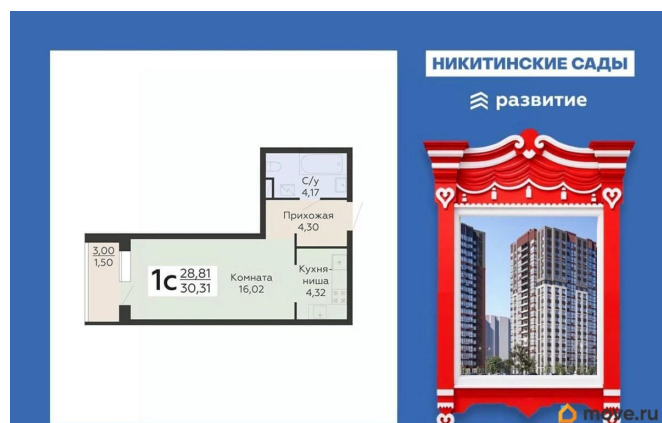 НИКИТИНСКИЕ САДЫ
развитие
С/у
4,17
Прихожая
4,30
3,00
1,50
1с 28,81
30,31
Комната
16,02
Кухня-
ниша
4,32
move.ru